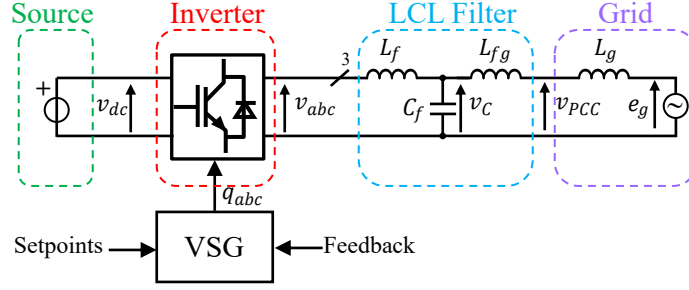 Source
Inverter
LCL Filter
Grid
3
L_f
L_fg
L_g
+
v_dc
v_abc
C_f
v_C
v_PCC
e_g
~
q_abc
Setpoints
VSG
Feedback